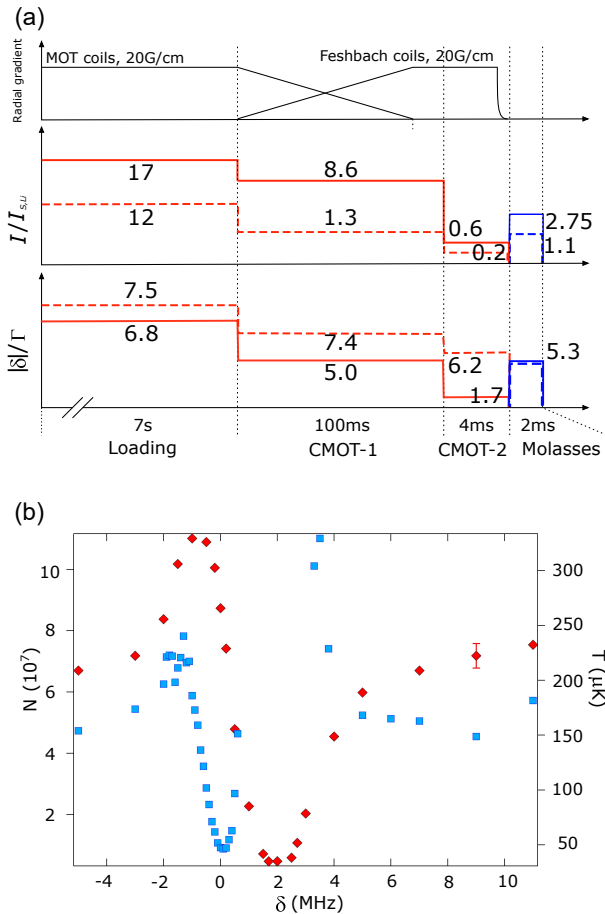 (a)
MOT coils, 20G/cm
Feshbach coils, 20G/cm
Radial gradient
17
8.6
12
1.3
0.6
0.2
2.75
1.1
I/I_{s,Li}
7.5
6.8
7.4
5.0
6.2
1.7
5.3
|δ|/Γ
7s
100ms
4ms
2ms
Loading
CMOT-1
CMOT-2
Molasses
(b)
10
8
6
4
2
N (10⁷)
300
250
200
150
100
50
T (μK)
-4
-2
0
2
4
6
8
10
δ (MHz)